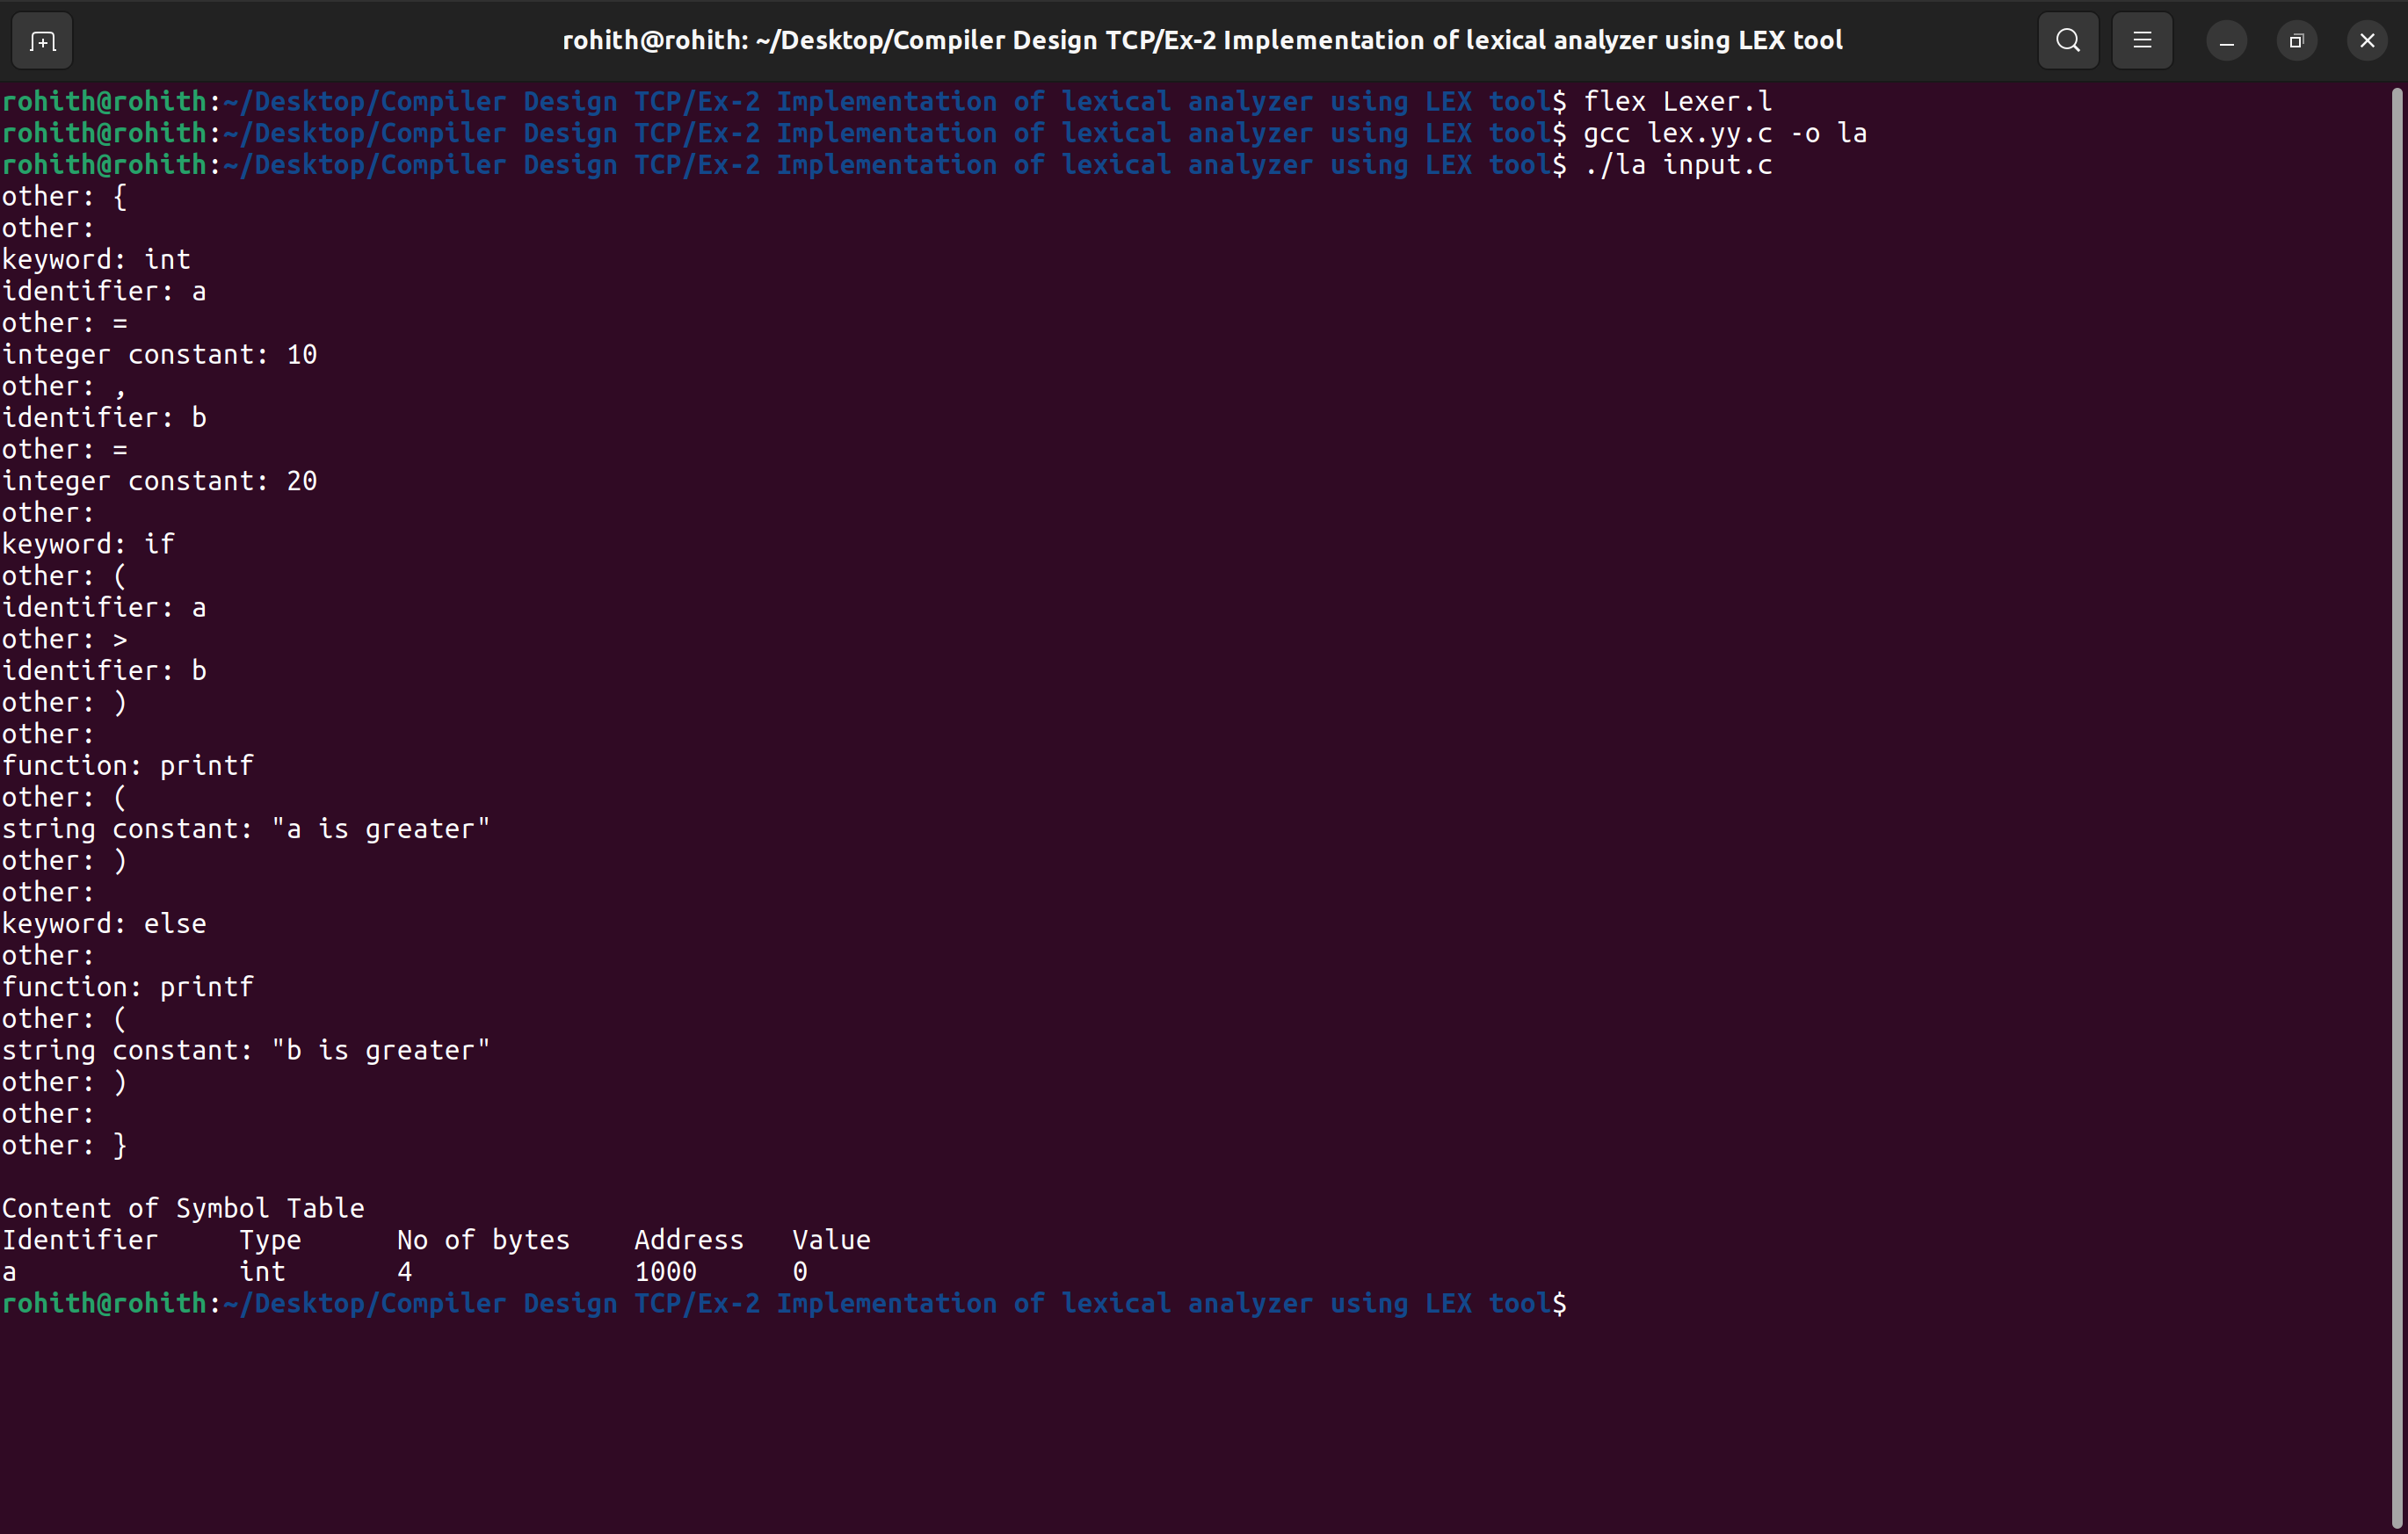 rohith@rohith: ~/Desktop/Compiler Design TCP/Ex-2 Implementation of lexical analyzer using LEX tool
rohith@rohith:~/Desktop/Compiler Design TCP/Ex-2 Implementation of lexical analyzer using LEX tool$ flex Lexer.l
rohith@rohith:~/Desktop/Compiler Design TCP/Ex-2 Implementation of lexical analyzer using LEX tool$ gcc lex.yy.c -o la
rohith@rohith:~/Desktop/Compiler Design TCP/Ex-2 Implementation of lexical analyzer using LEX tool$ ./la input.c
other: {
other:
keyword: int
identifier: a
other: =
integer constant: 10
other: ,
identifier: b
other: =
integer constant: 20
other:
keyword: if
other: (
identifier: a
other: >
identifier: b
other: )
other:
function: printf
other: (
string constant: "a is greater"
other: )
other:
keyword: else
other:
function: printf
other: (
string constant: "b is greater"
other: )
other:
other: }
Content of Symbol Table
Identifier     Type      No of bytes    Address   Value
a              int       4              1000      0
rohith@rohith:~/Desktop/Compiler Design TCP/Ex-2 Implementation of lexical analyzer using LEX tool$